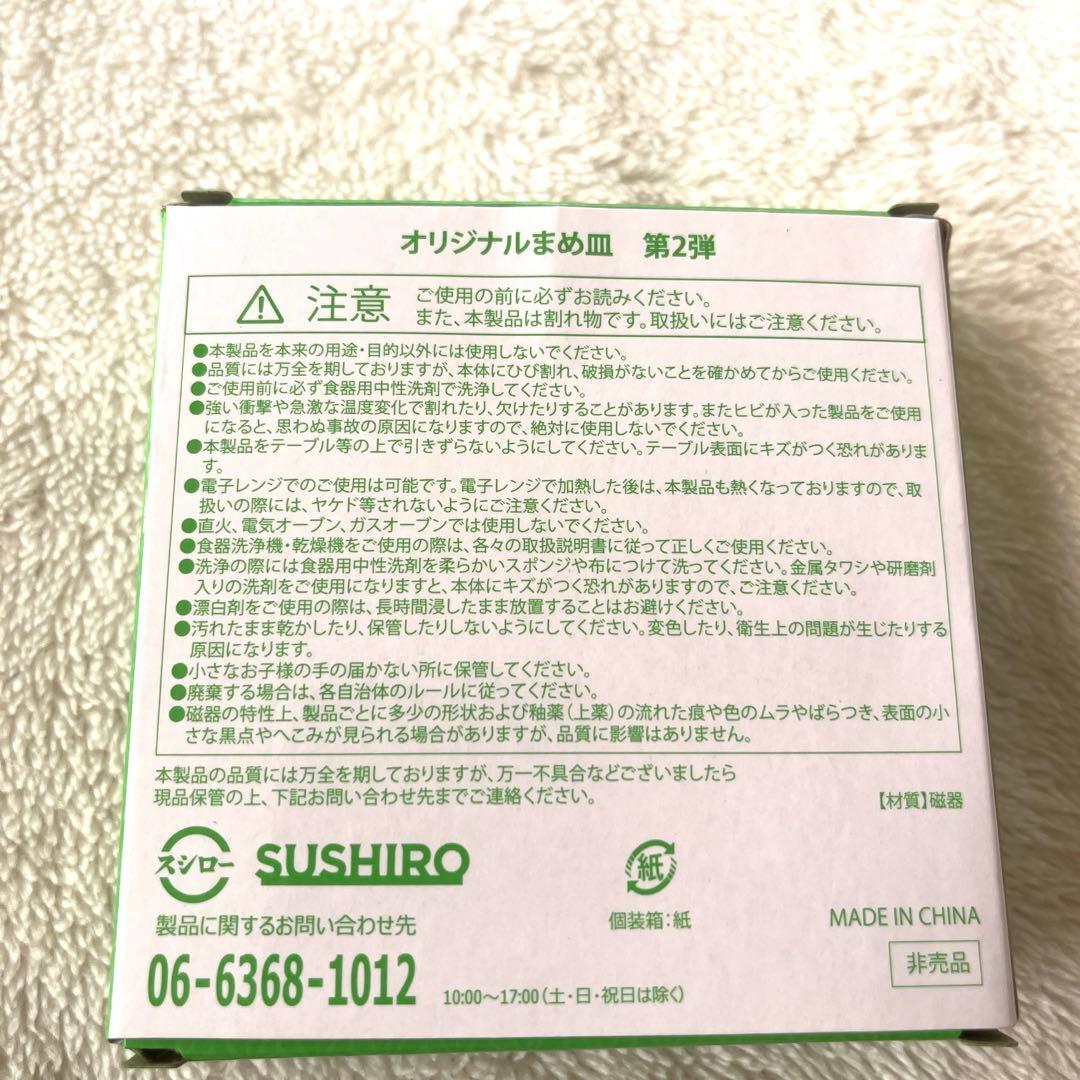 オリジナルまめ皿　第2弾
注意
ご使用の前に必ずお読みください。
また、本製品は割れ物です。取扱いにはご注意ください。
●本製品を本来の用途・目的以外には使用しないでください。
●品質には万全を期しておりますが、本体にひび割れ、破損がないことを確かめてからご使用ください。
●ご使用前に必ず食器用中性洗剤で洗浄してください。
●強い衝撃や急激な温度変化で割れたり、欠けたりすることがあります。またヒビが入った製品をご使用
になると、思わぬ事故の原因になりますので、絶対に使用しないでください。
●本製品をテーブル等の上で引きずらないようにしてください。テーブル表面にキズがつく恐れがありま
す。
●電子レンジでのご使用は可能です。電子レンジで加熱した後は、本製品も熱くなっておりますので、取
扱いの際には、ヤケド等されないようにご注意ください。
●直火、電気オーブン、ガスオーブンでは使用しないでください。
●食器洗浄機・乾燥機をご使用の際は、各々の取扱説明書に従って正しくご使用ください。
●洗浄の際には食器用中性洗剤を柔らかいスポンジや布につけて洗ってください。金属タワシや研磨剤
入りの洗剤をご使用になりますと、本体にキズがつく恐れがありますので、ご注意ください。
●漂白剤をご使用の際は、長時間浸したまま放置することはお避けください。
●汚れたまま乾かしたり、保管したりしないようにしてください。変色したり、衛生上の問題が生じたりする
原因になります。
●小さなお子様の手の届かない所に保管してください。
●廃棄する場合は、各自治体のルールに従ってください。
●磁器の特性上、製品ごとに多少の形状および釉薬（上薬）の流れた痕や色のムラやばらつき、表面の小
さな黒点やへこみが見られる場合がありますが、品質に影響はありません。
本製品の品質には万全を期しておりますが、万一不具合などございましたら
現品保管の上、下記お問い合わせ先までご連絡ください。
【材質】磁器
スシロー SUSHIRO
紙
製品に関するお問い合わせ先
個装箱：紙
MADE IN CHINA
06-6368-1012
10:00～17:00（土・日・祝日は除く）
非売品